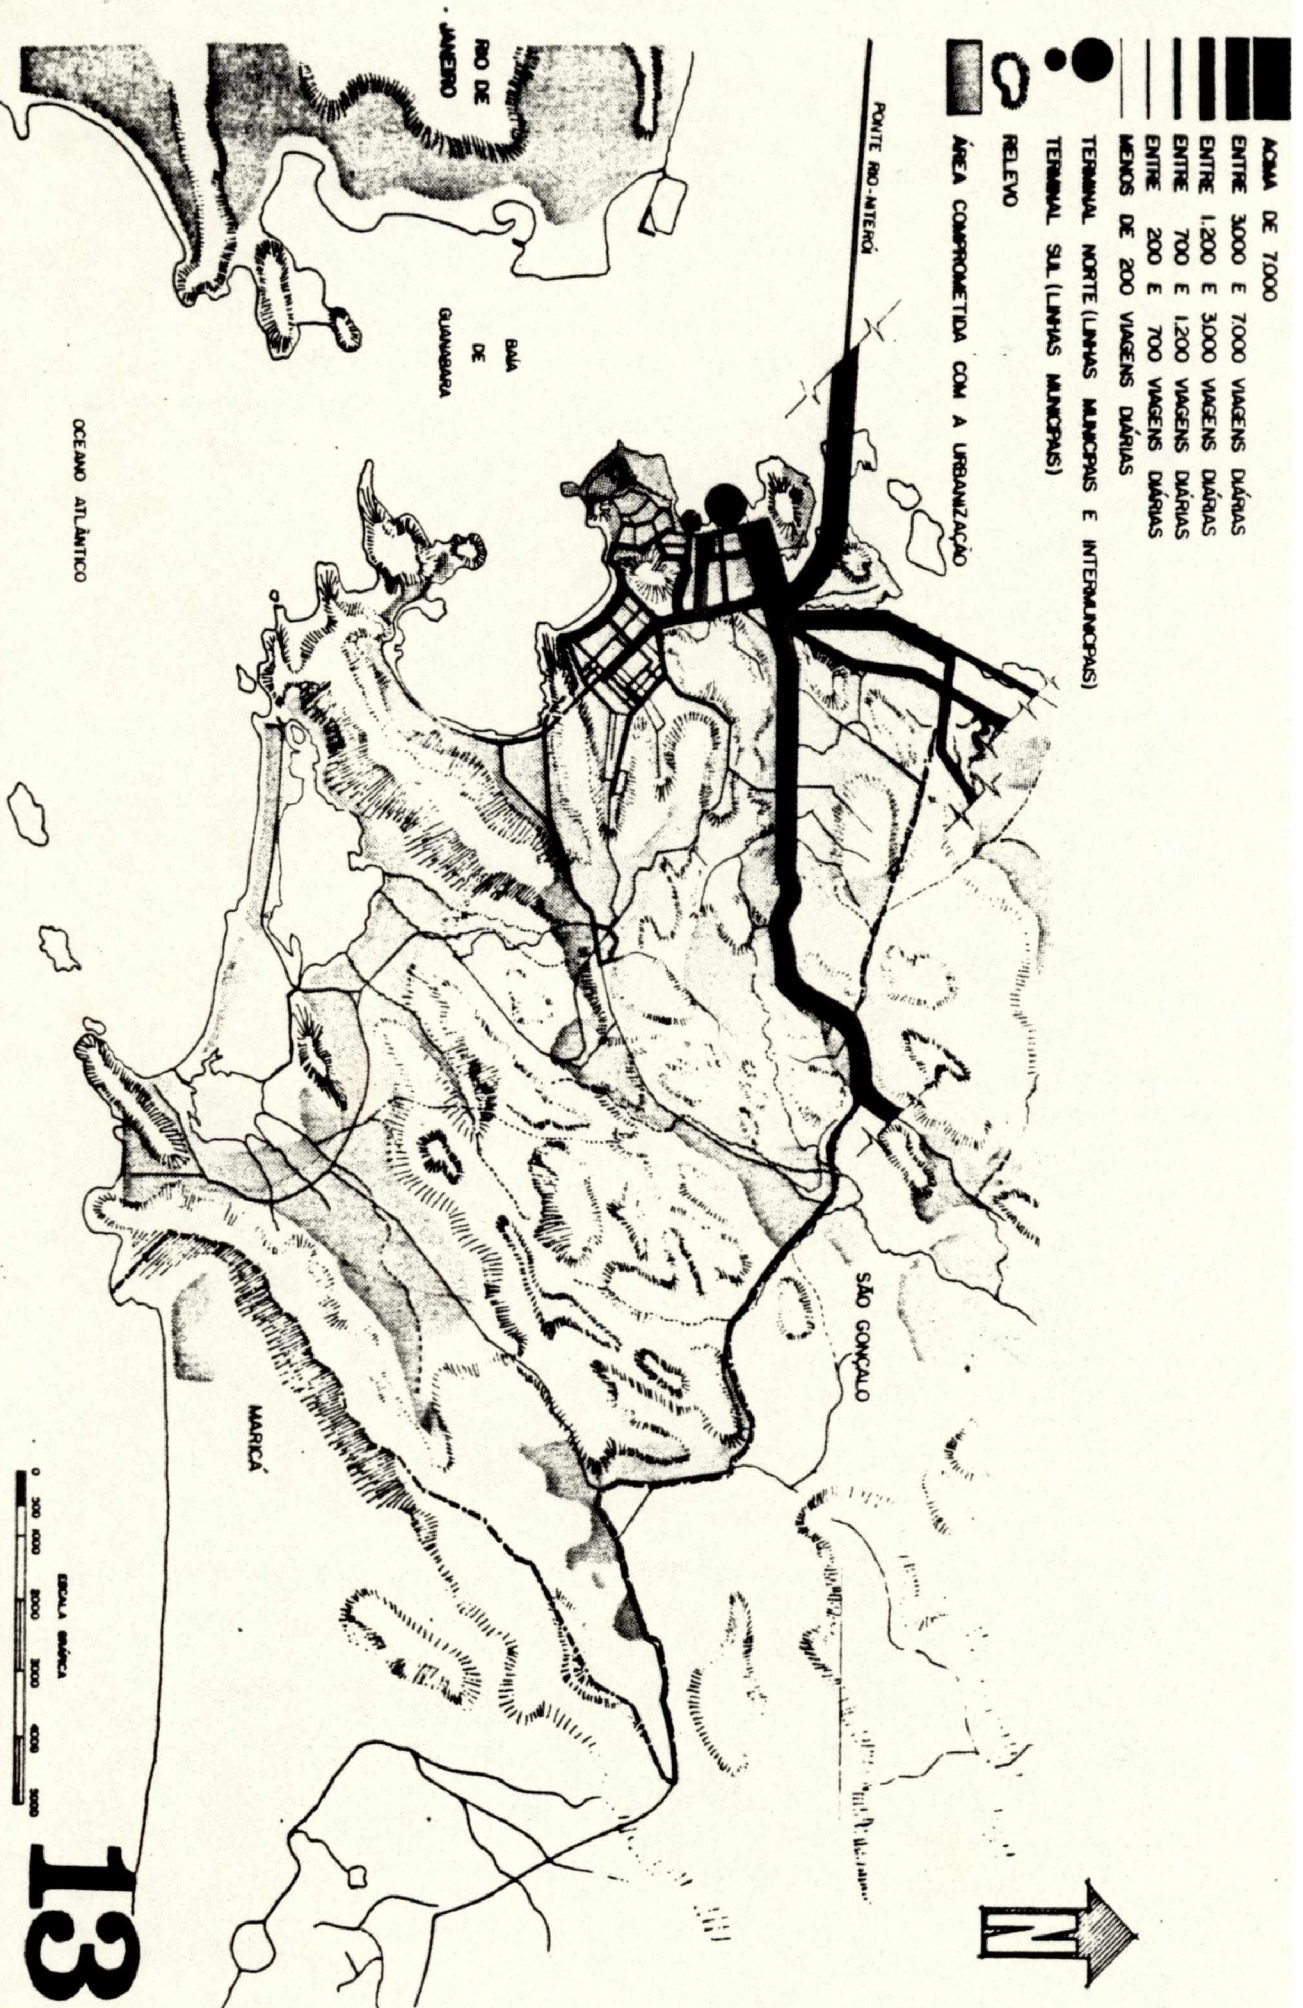 ACIMA DE 7.000
ENTRE 3.000 E 7.000 VIAGENS DIÁRIAS
ENTRE 1.200 E 3.000 VIAGENS DIÁRIAS
ENTRE 700 E 1.200 VIAGENS DIÁRIAS
ENTRE 200 E 700 VIAGENS DIÁRIAS
MENOS DE 200 VIAGENS DIÁRIAS
TERMINAL NORTE (LINHAS MUNICIPAIS E INTERMUNICIPAIS)
TERMINAL SUL (LINHAS MUNICIPAIS)
RELEVO
ÁREA COMPROMETIDA COM A URBANIZAÇÃO
PONTE RIO-NITERÓI
RIO DE
JANEIRO
BAÍA
DE
GUANABARA
OCEANO ATLÂNTICO
SÃO GONÇALO
MARICÁ
N
ESCALA GRÁFICA
0 500 1000 2000 3000 4000 5000
13